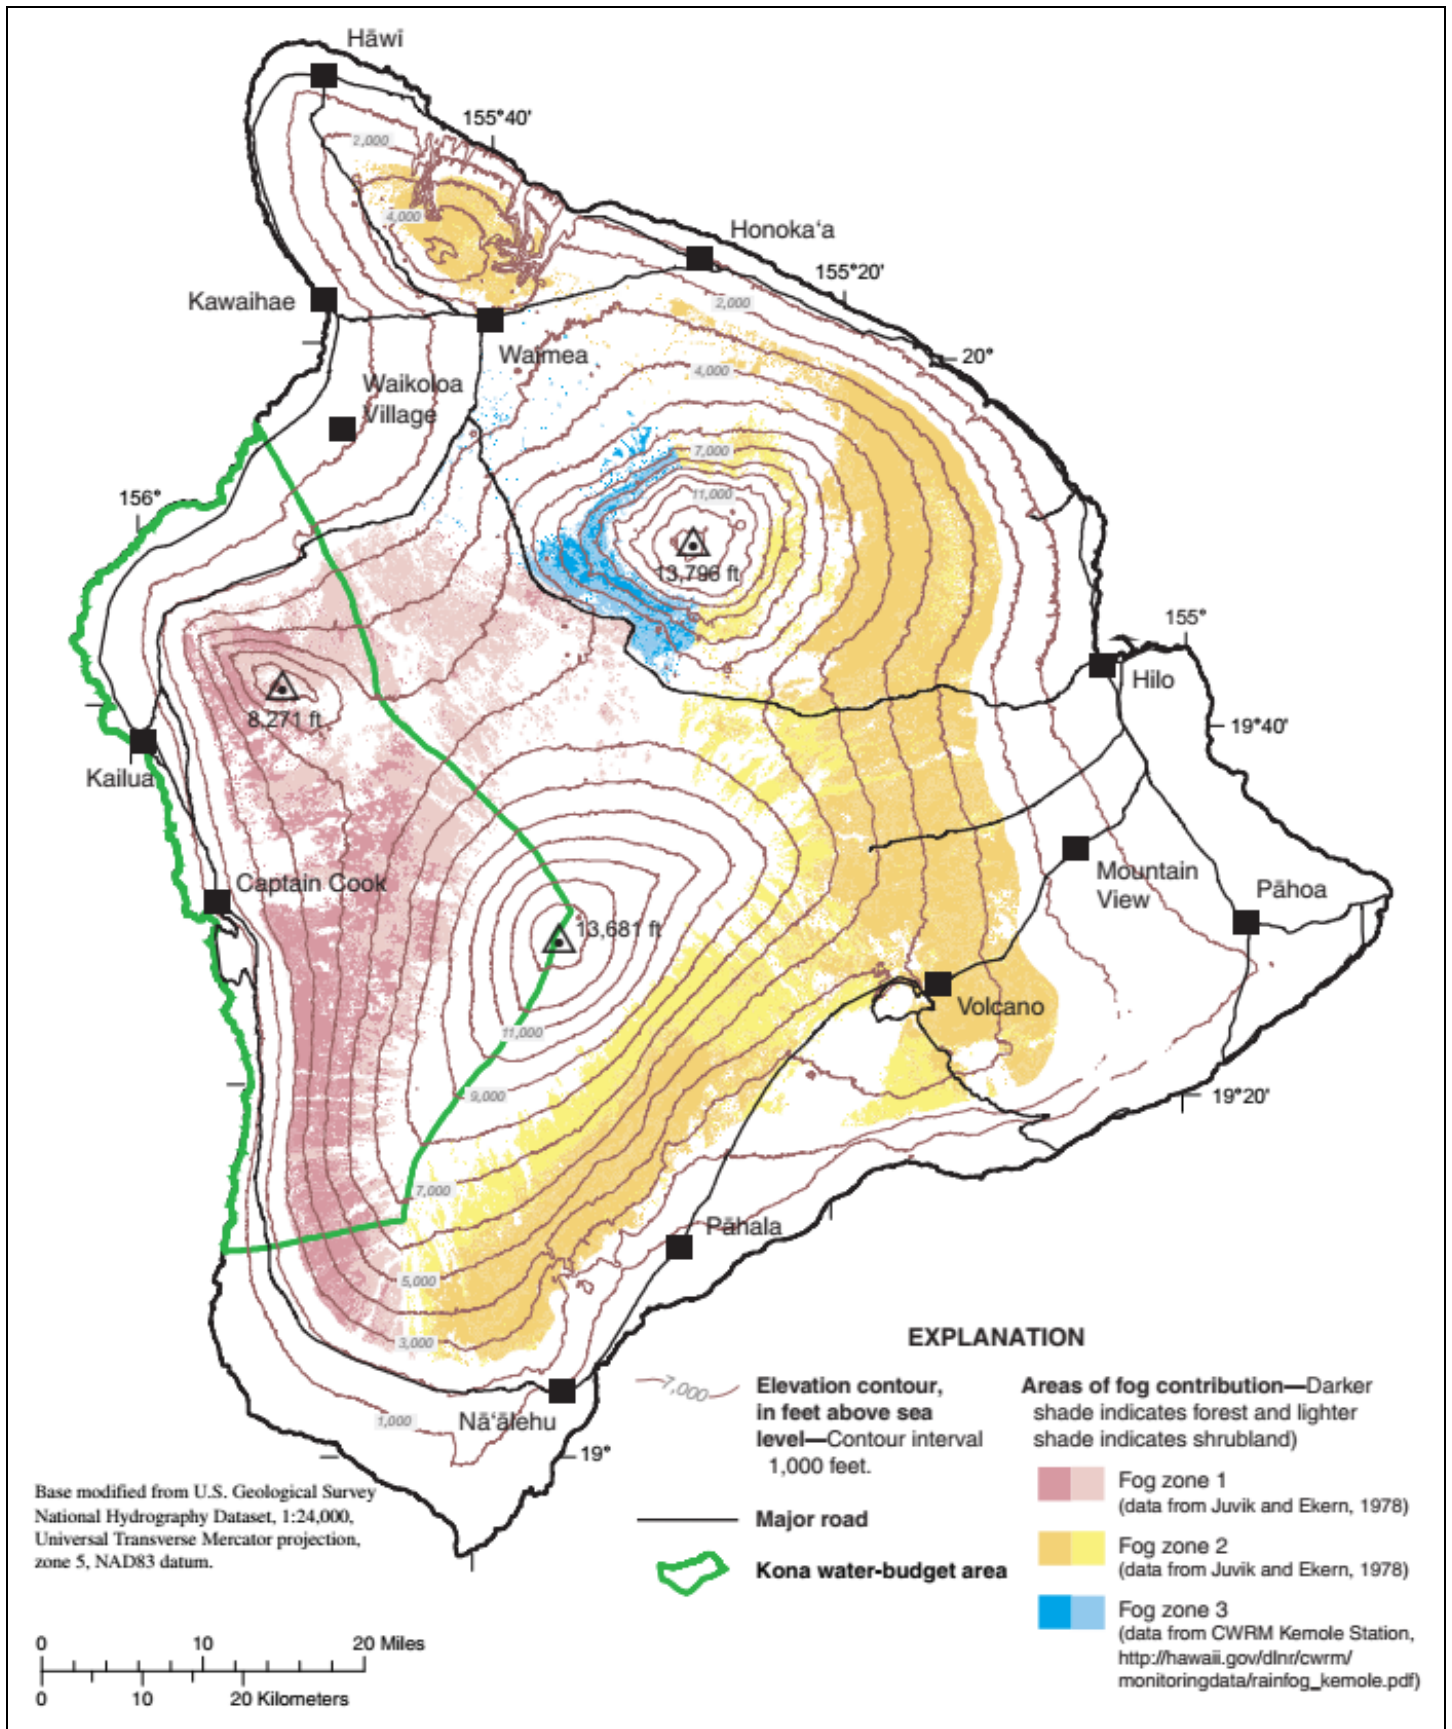 Hāwī
155°40'
2,000
4,000
Honoka‘a
155°20'
Kawaihae
2,000
Waimea
20°
4,000
Waikoloa
Village
7,000
156°
11,000
13,796 ft
155°
Hilo
8,271 ft
19°40'
Kailua
Mountain
View
Captain Cook
Pāhoa
13,681 ft
Volcano
11,000
9,000
19°20'
7,000
Pāhala
5,000
3,000
1,000
Nā‘ālehu
19°
EXPLANATION
7,000
Elevation contour,
in feet above sea
level—Contour interval
1,000 feet.
Major road
Kona water-budget area
Areas of fog contribution—Darker
shade indicates forest and lighter
shade indicates shrubland)
Fog zone 1
(data from Juvik and Ekern, 1978)
Fog zone 2
(data from Juvik and Ekern, 1978)
Fog zone 3
(data from CWRM Kemole Station,
http://hawaii.gov/dlnr/cwrm/
monitoringdata/rainfog_kemole.pdf)
Base modified from U.S. Geological Survey
National Hydrography Dataset, 1:24,000,
Universal Transverse Mercator projection,
zone 5, NAD83 datum.
0 10 20 Miles
0 10 20 Kilometers